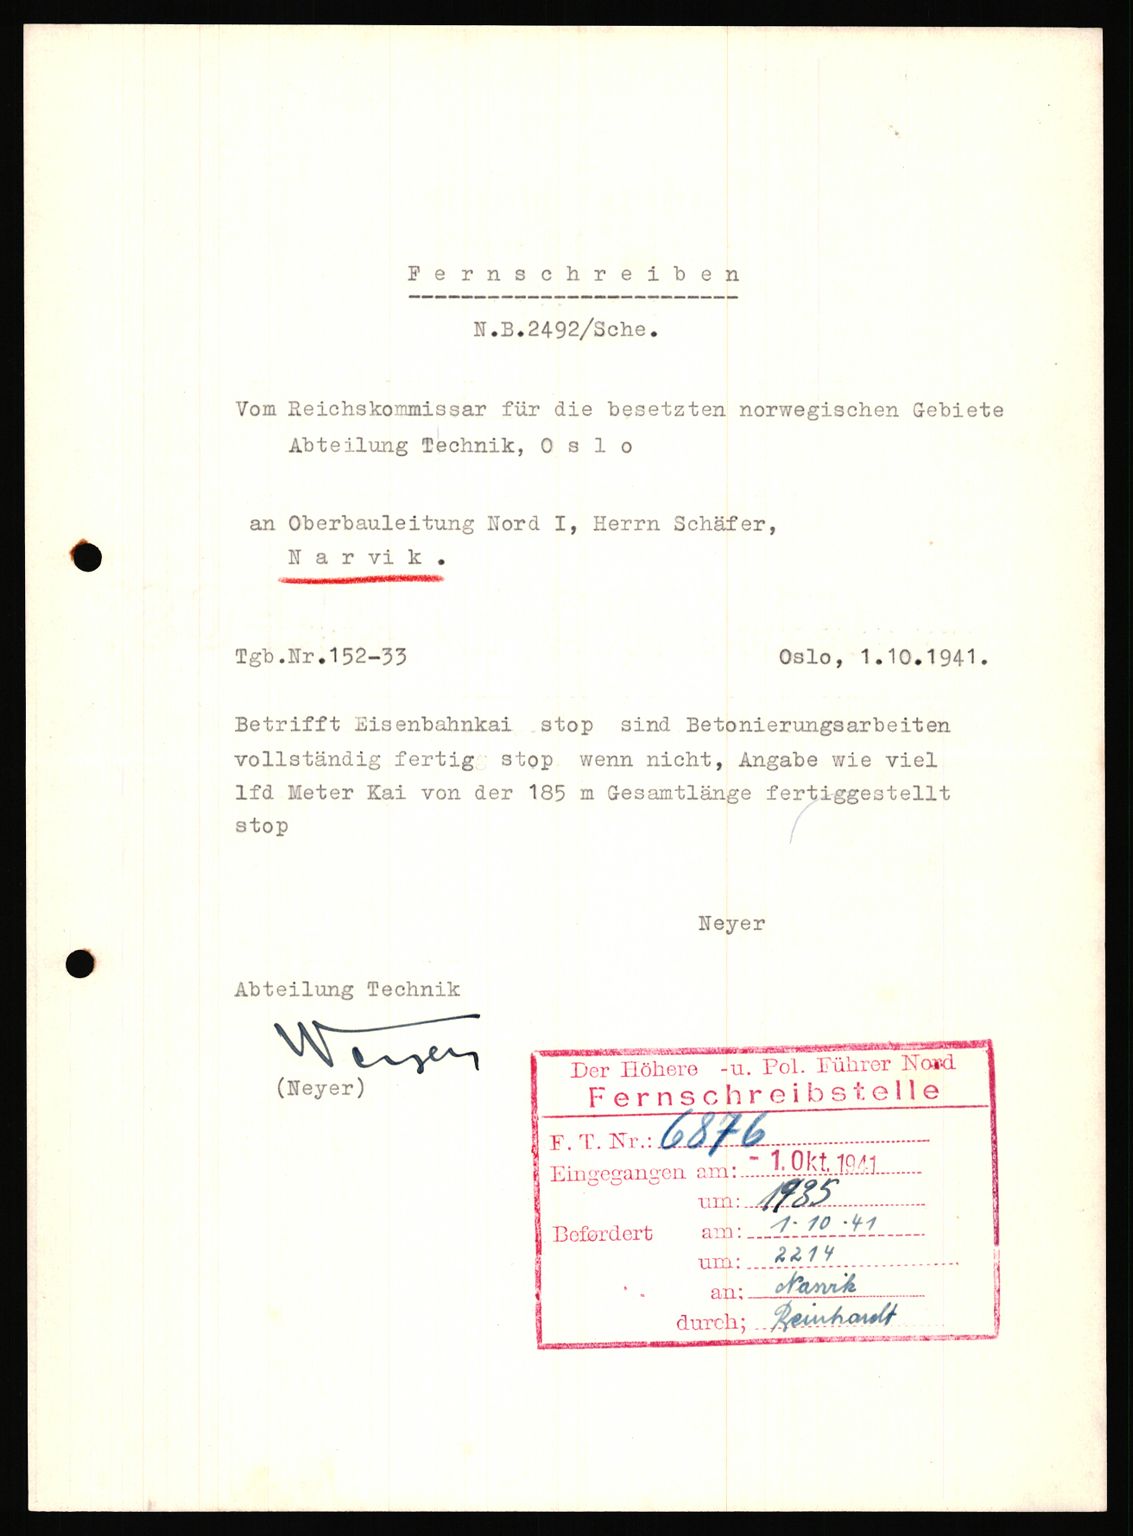 F e r n s c h r e i b e n
N.B.2492/Sche.
Vom Reichskommissar für die besetzten norwegischen Gebiete
Abteilung Technik, O s l o
an Oberbauleitung Nord I, Herrn Schäfer,
N a r vi k .
Tgb.Nr.152-33 Oslo, 1.10.1941.
Betrifft Eisenbahnkai stop sind Betonierungsarbeiten
vollständig fertig stop wenn nicht, Angabe wie viel
lfd Meter Kai von der 185 m Gesamtlänge fertiggestellt
stop
Neyer
Abteilung Technik
(Neyer)
Der Höhere -u. Pol. Führer Nord
Fernschreibstelle
F. T. Nr.: 6876
Eingegangen am: - 1. Okt. 1941
um: 1935
Befördert am: 1.10.41
um: 2214
an: Narvik
durch; Reinhardt